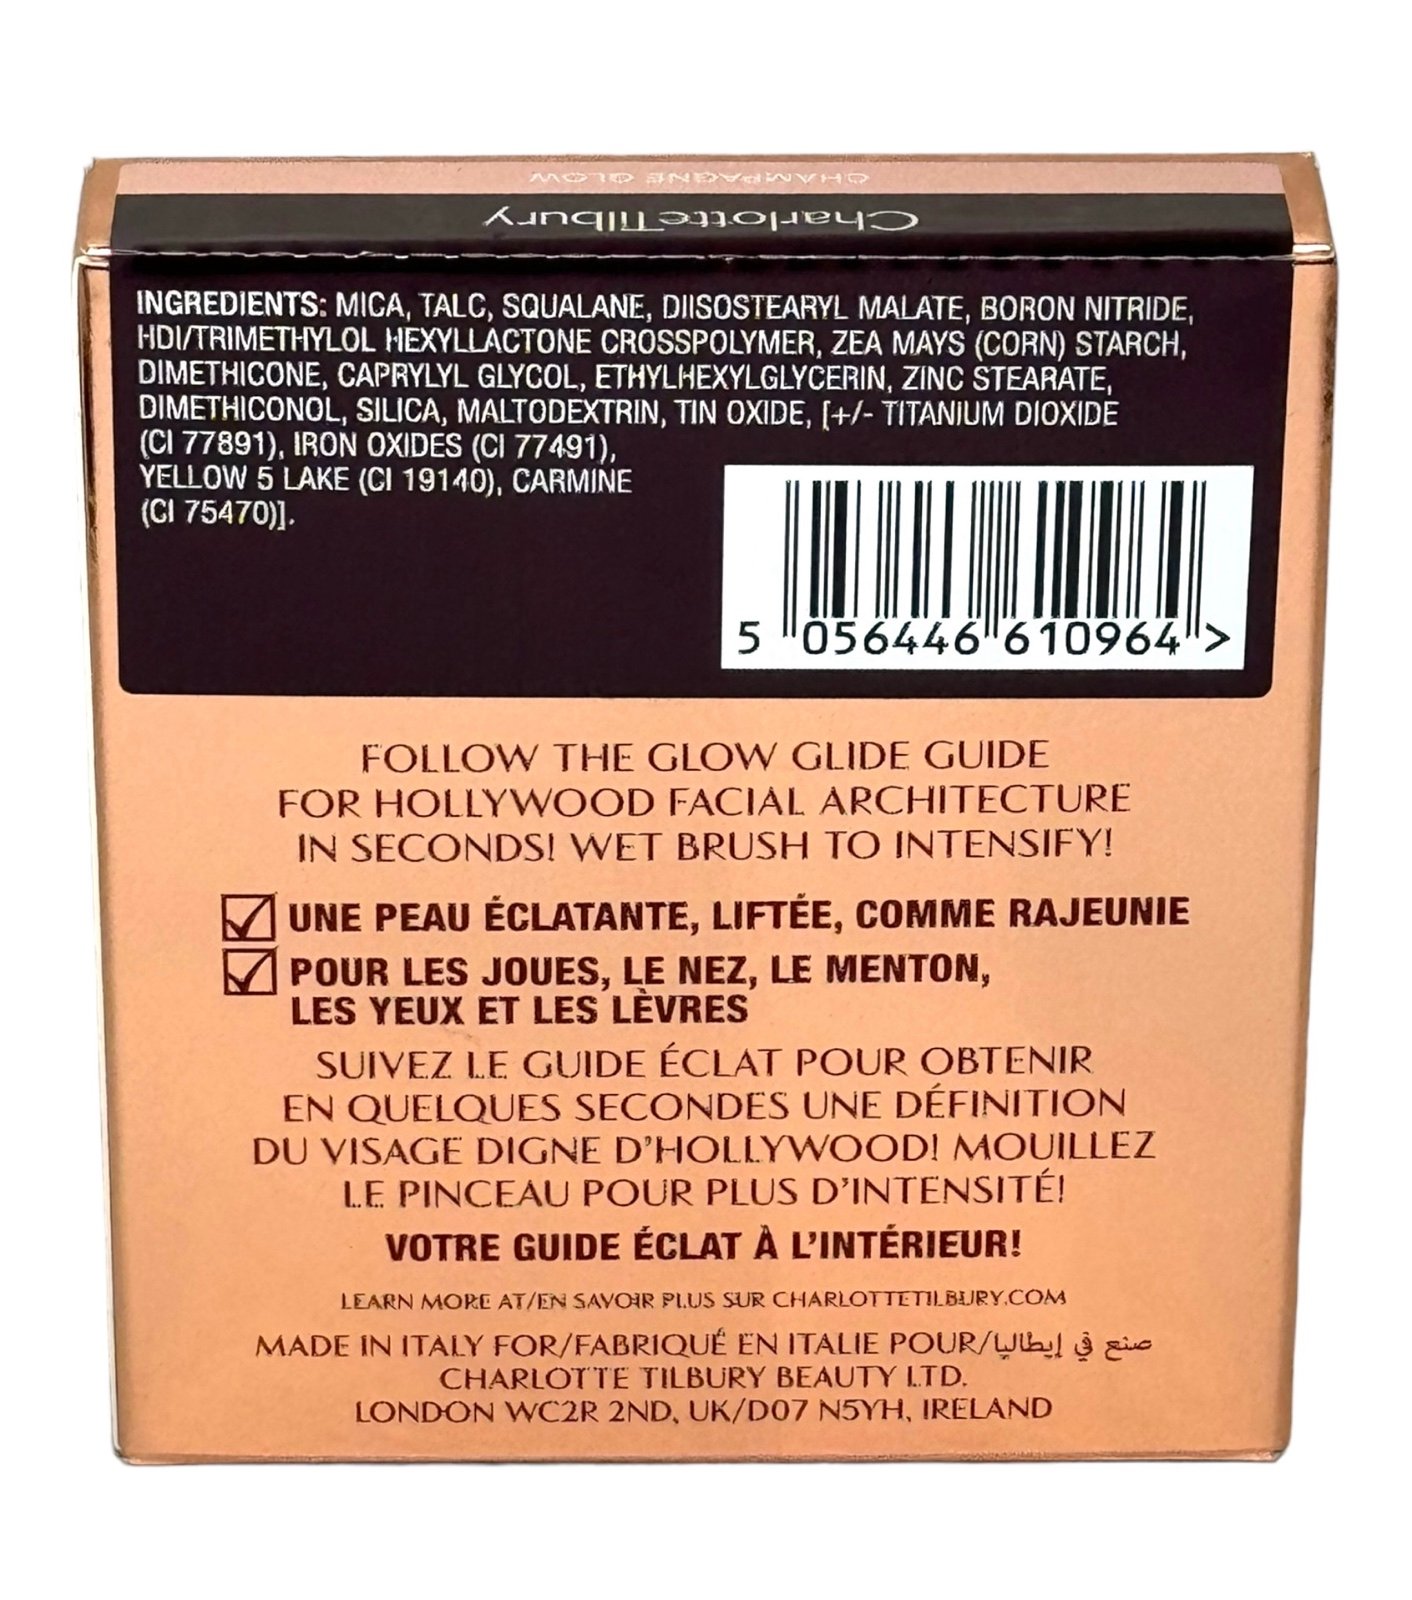 CHAMPAGNE GLOW
CharlotteTilbury
INGREDIENTS: MICA, TALC, SQUALANE, DIISOSTEARYL MALATE, BORON NITRIDE,
HDI/TRIMETHYLOL HEXYLLACTONE CROSSPOLYMER, ZEA MAYS (CORN) STARCH,
DIMETHICONE, CAPRYLYL GLYCOL, ETHYLHEXYLGLYCERIN, ZINC STEARATE,
DIMETHICONOL, SILICA, MALTODEXTRIN, TIN OXIDE, [+/- TITANIUM DIOXIDE
(CI 77891), IRON OXIDES (CI 77491),
YELLOW 5 LAKE (CI 19140), CARMINE
(CI 75470)].
5 056446 610964 >
FOLLOW THE GLOW GLIDE GUIDE
FOR HOLLYWOOD FACIAL ARCHITECTURE
IN SECONDS! WET BRUSH TO INTENSIFY!
UNE PEAU ÉCLATANTE, LIFTÉE, COMME RAJEUNIE
POUR LES JOUES, LE NEZ, LE MENTON,
LES YEUX ET LES LÈVRES
SUIVEZ LE GUIDE ÉCLAT POUR OBTENIR
EN QUELQUES SECONDES UNE DÉFINITION
DU VISAGE DIGNE D'HOLLYWOOD! MOUILLEZ
LE PINCEAU POUR PLUS D'INTENSITÉ!
VOTRE GUIDE ÉCLAT À L'INTÉRIEUR!
LEARN MORE AT/EN SAVOIR PLUS SUR CHARLOTTETILBURY.COM
MADE IN ITALY FOR/FABRIQUÉ EN ITALIE POUR/صنع في إيطاليا
CHARLOTTE TILBURY BEAUTY LTD.
LONDON WC2R 2ND, UK/D07 N5YH, IRELAND